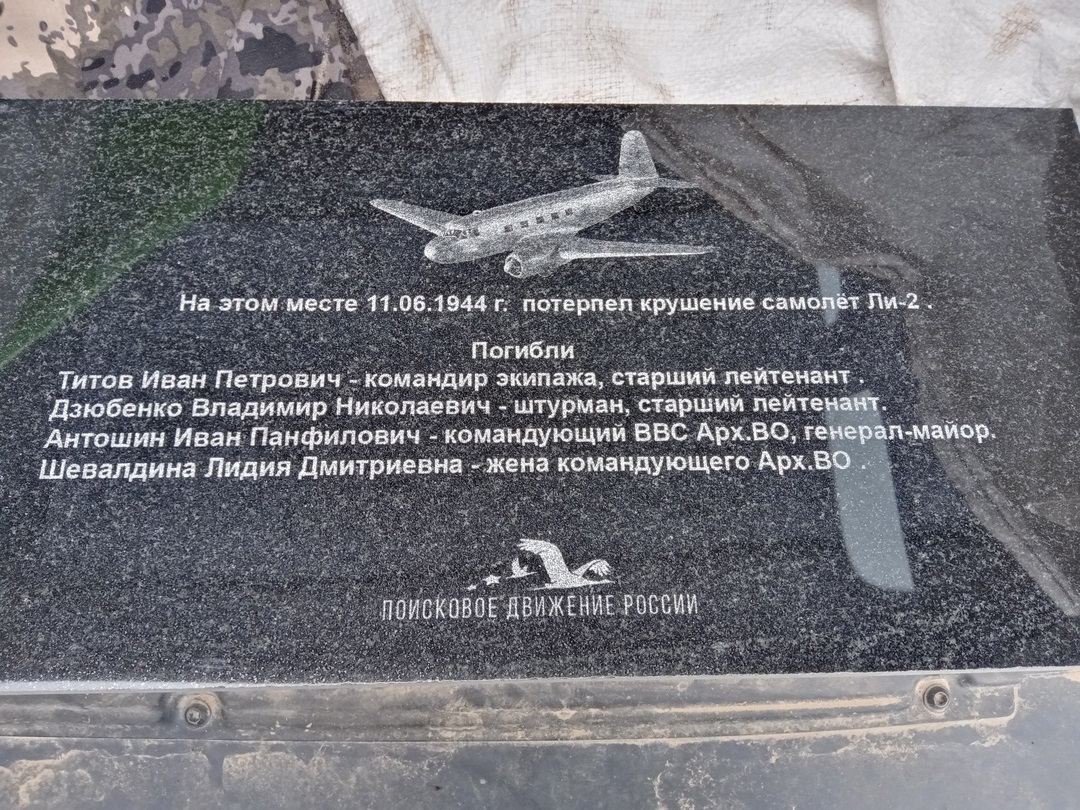 На этом месте 11.06.1944 г. потерпел крушение самолёт Ли-2 .
Погибли
Титов Иван Петрович - командир экипажа, старший лейтенант .
Дзюбенко Владимир Николаевич - штурман, старший лейтенант.
Антошин Иван Панфилович - командующий ВВС Арх.ВО, генерал-майор.
Шевалдина Лидия Дмитриевна - жена командующего Арх.ВО .
ПОИСКОВОЕ ДВИЖЕНИЕ РОССИИ